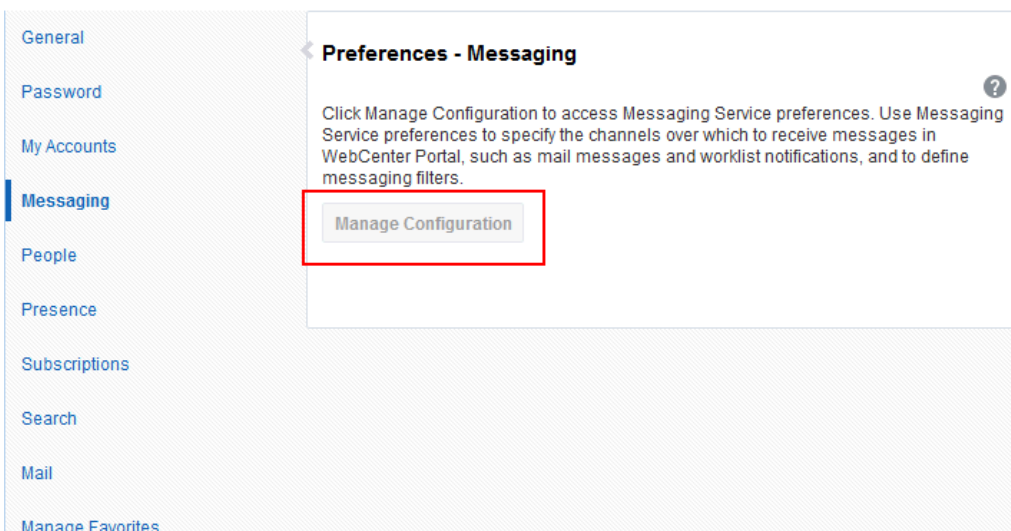 General
Password
My Accounts
Messaging
People
Presence
Subscriptions
Search
Mail
Manage Favorites
Preferences - Messaging
?
Click Manage Configuration to access Messaging Service preferences. Use Messaging
Service preferences to specify the channels over which to receive messages in
WebCenter Portal, such as mail messages and worklist notifications, and to define
messaging filters.
Manage Configuration